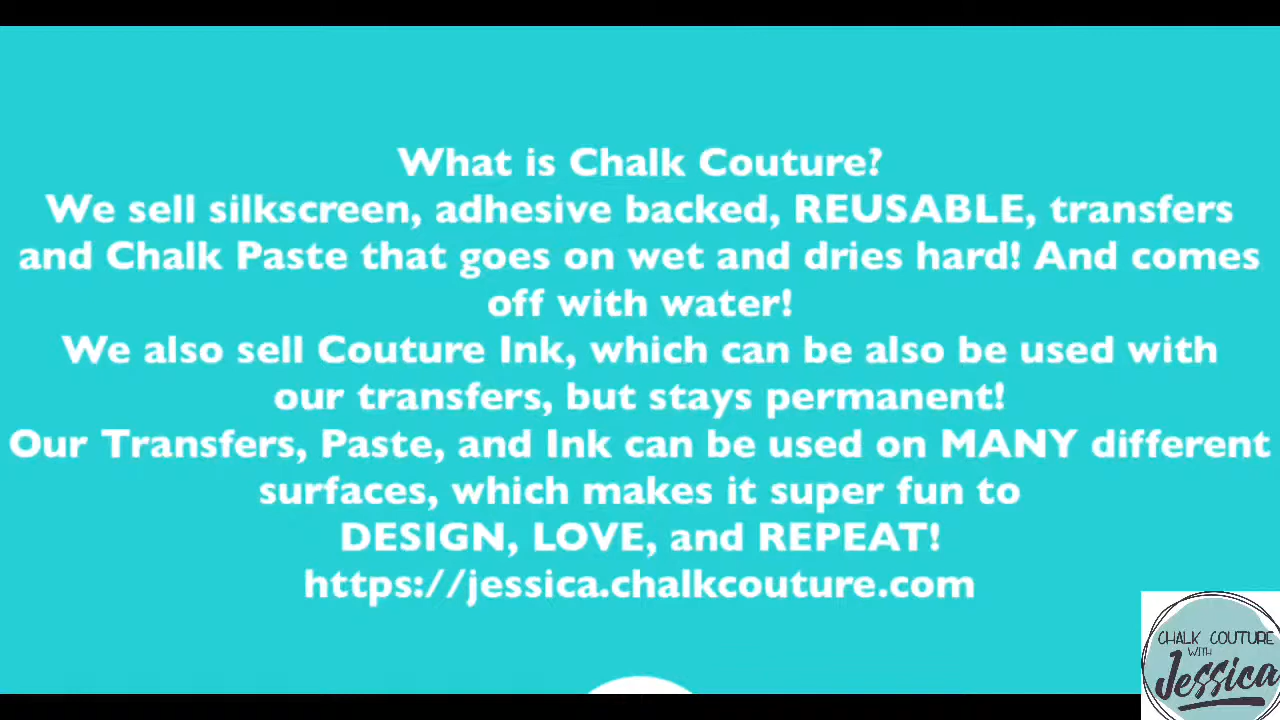 What is Chalk Couture?
We sell silkscreen, adhesive backed, REUSABLE, transfers
and Chalk Paste that goes on wet and dries hard! And comes
off with water!
We also sell Couture Ink, which can be also be used with
our transfers, but stays permanent!
Our Transfers, Paste, and Ink can be used on MANY different
surfaces, which makes it super fun to
DESIGN, LOVE, and REPEAT!
https://jessica.chalkcouture.com
CHALK COUTURE
WITH
Jessica